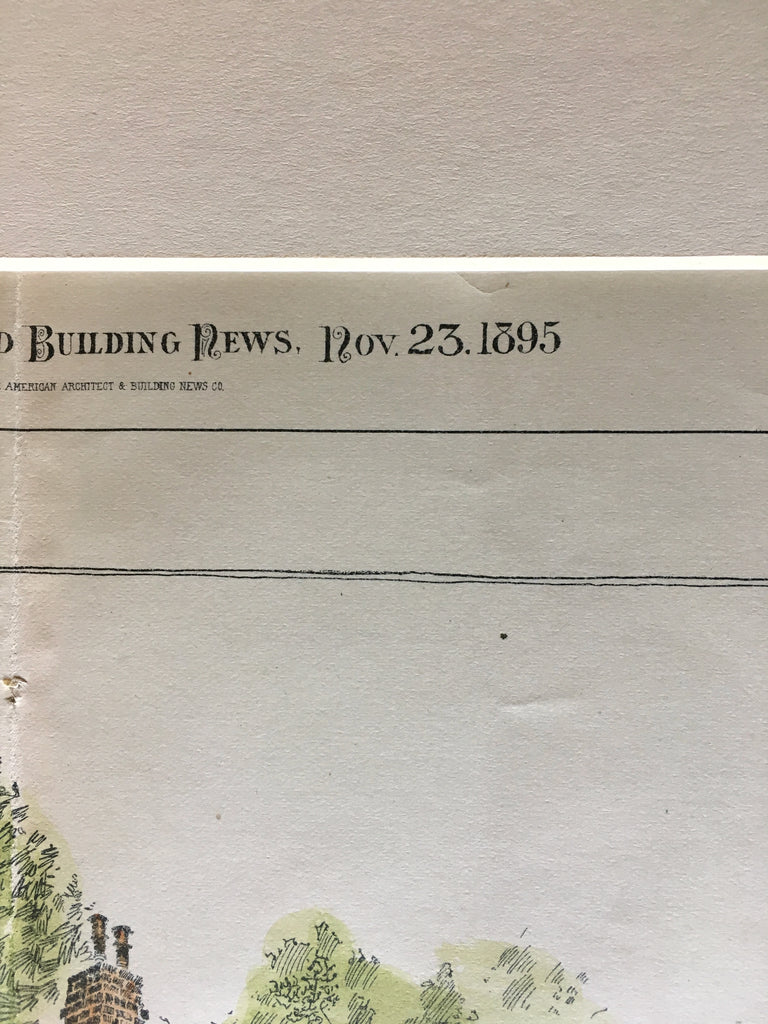 D BUILDING NEWS, NOV. 23. 1895
AMERICAN ARCHITECT & BUILDING NEWS CO.